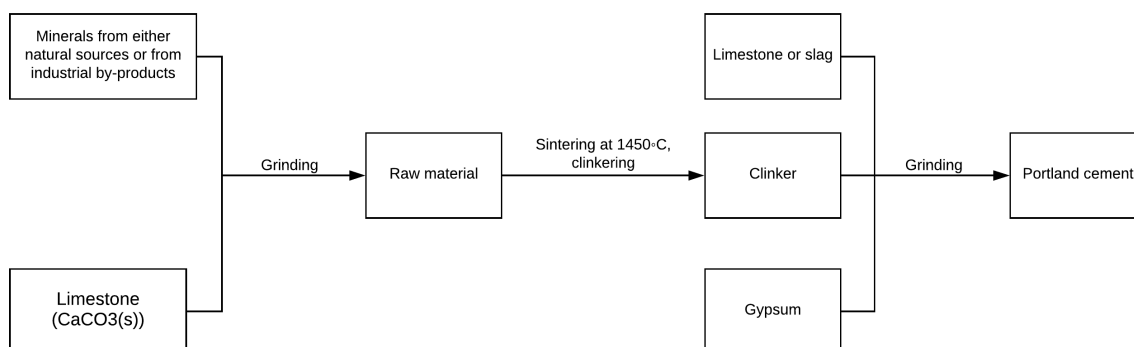 Minerals from either
natural sources or from
industrial by-products
Limestone
(CaCO3(s))
Grinding
Raw material
Sintering at 1450◦C,
clinkering
Limestone or slag
Clinker
Gypsum
Grinding
Portland cement